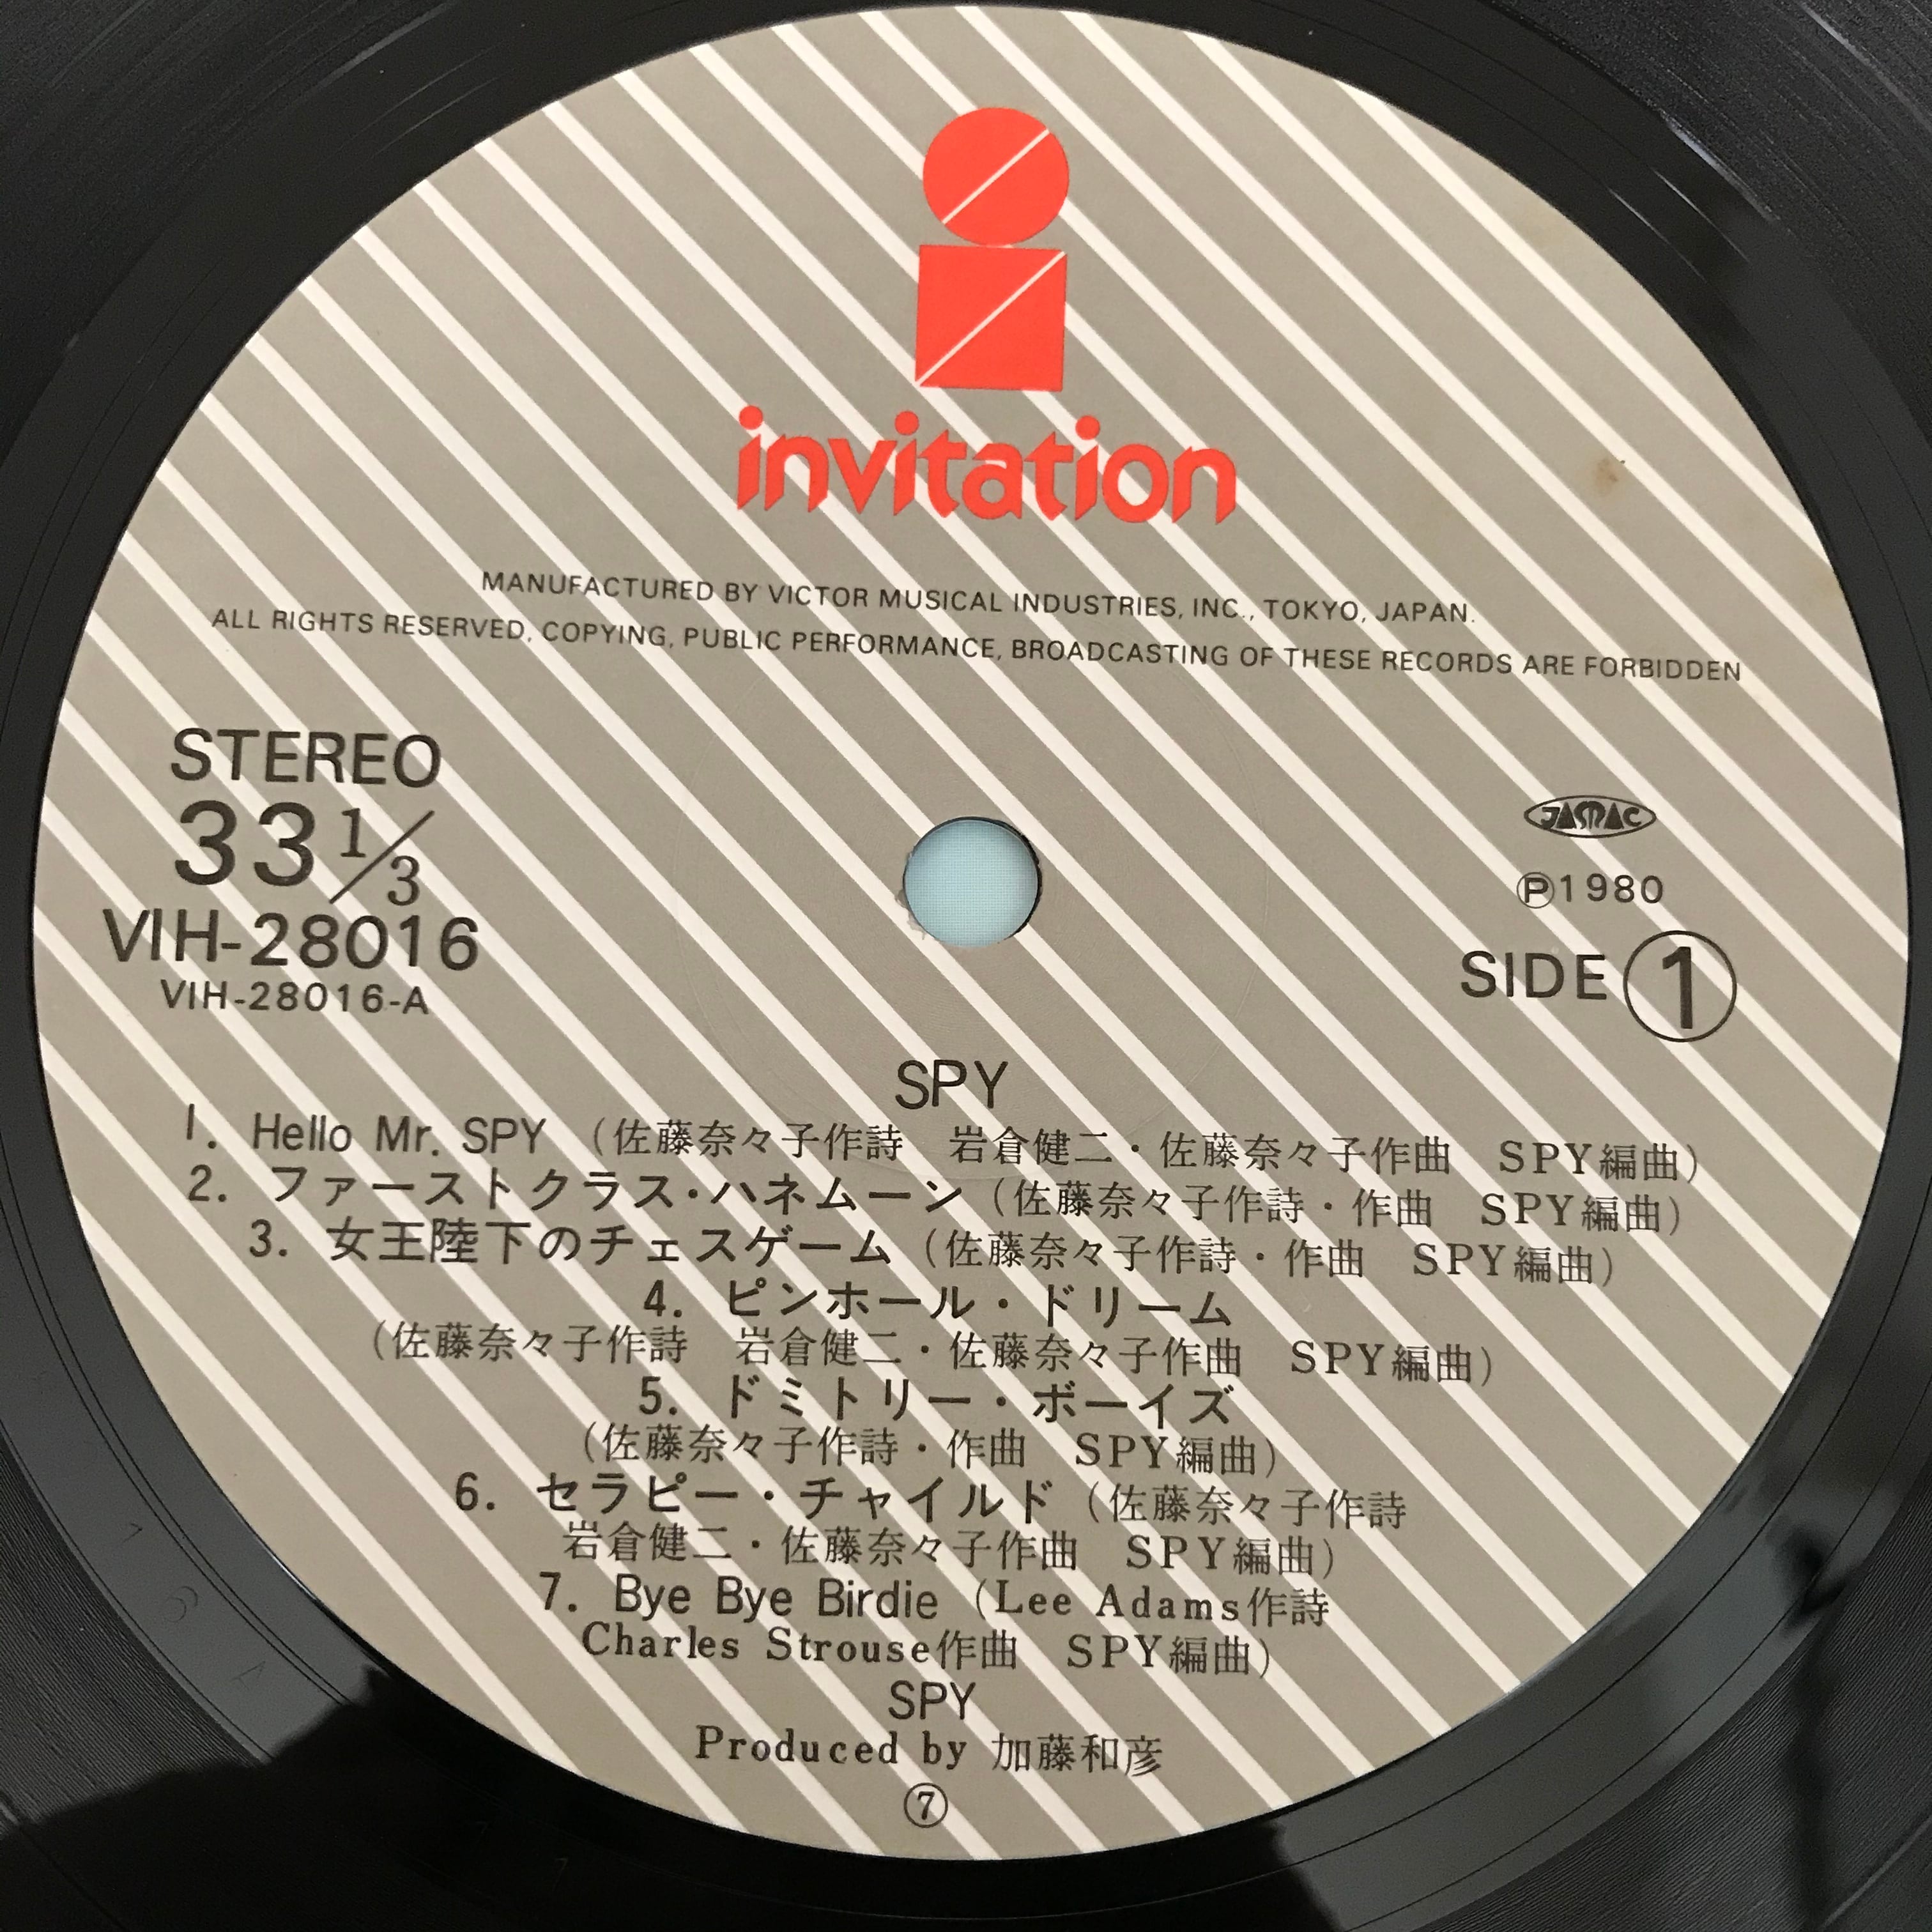 invitation
MANUFACTURED BY VICTOR MUSICAL INDUSTRIES, INC., TOKYO, JAPAN.
ALL RIGHTS RESERVED, COPYING, PUBLIC PERFORMANCE, BROADCASTING OF THESE RECORDS ARE FORBIDDEN
STEREO
33 1/3
VIH-28016
VIH-28016-A
JASRAC
Ⓟ1980
SIDE ①
SPY
1. Hello Mr. SPY (佐藤奈々子作詩 岩倉健二・佐藤奈々子作曲 SPY編曲)
2. ファーストクラス・ハネムーン (佐藤奈々子作詩・作曲 SPY編曲)
3. 女王陸下のチェスゲーム (佐藤奈々子作詩・作曲 SPY編曲)
4. ピンホール・ドリーム
(佐藤奈々子作詩 岩倉健二・佐藤奈々子作曲 SPY編曲)
5. ドミトリー・ボーイズ
(佐藤奈々子作詩・作曲 SPY編曲)
6. セラピー・チャイルド (佐藤奈々子作詩
岩倉健二・佐藤奈々子作曲 SPY編曲)
7. Bye Bye Birdie (Lee Adams作詩
Charles Strouse作曲 SPY編曲)
SPY
Produced by 加藤和彦
⑦